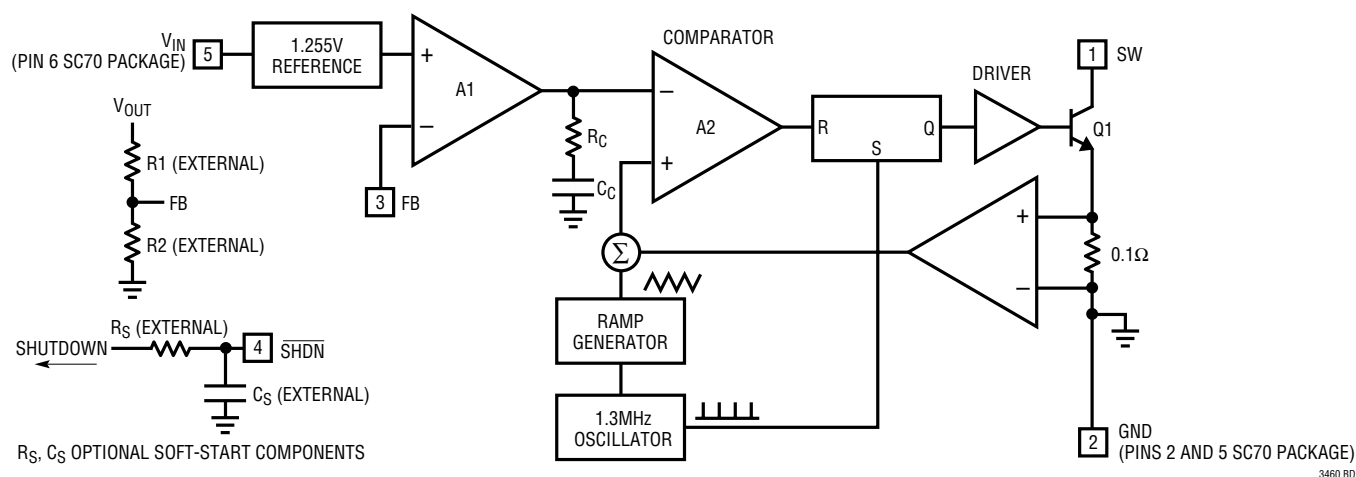 V_IN
(PIN 6 SC70 PACKAGE)
5
1.255V
REFERENCE
+
−
A1
3
FB
V_OUT
R1 (EXTERNAL)
FB
R2 (EXTERNAL)
R_S (EXTERNAL)
SHUTDOWN
4
S̅H̅D̅N̅
C_S (EXTERNAL)
R_S, C_S OPTIONAL SOFT-START COMPONENTS
R_C
C_C
COMPARATOR
−
A2
+
Σ
RAMP
GENERATOR
1.3MHz
OSCILLATOR
R
Q
S
DRIVER
1
SW
Q1
+
−
0.1Ω
2
GND
(PINS 2 AND 5 SC70 PACKAGE)
3460 BD